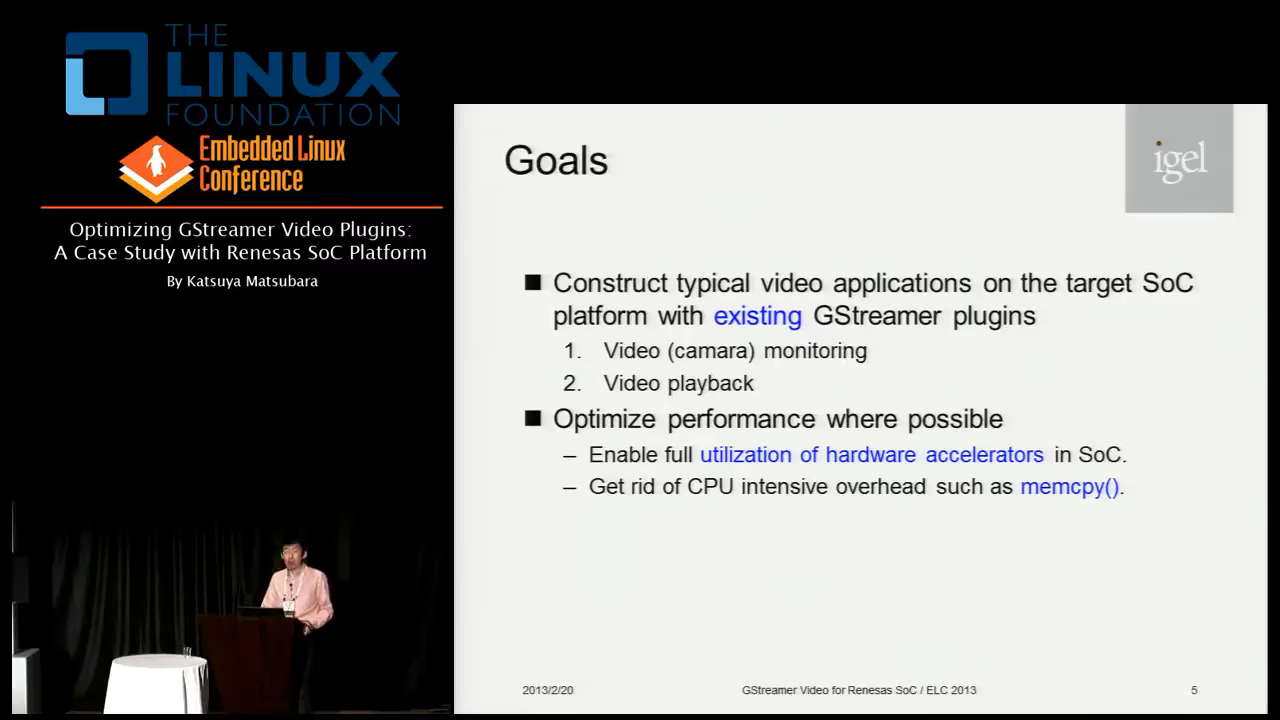 THE
LINUX
FOUNDATION
Embedded Linux
Conference
Optimizing GStreamer Video Plugins:
A Case Study with Renesas SoC Platform
By Katsuya Matsubara
Goals
igel
■ Construct typical video applications on the target SoC
platform with existing GStreamer plugins
1. Video (camara) monitoring
2. Video playback
■ Optimize performance where possible
– Enable full utilization of hardware accelerators in SoC.
– Get rid of CPU intensive overhead such as memcpy().
2013/2/20
GStreamer Video for Renesas SoC / ELC 2013
5